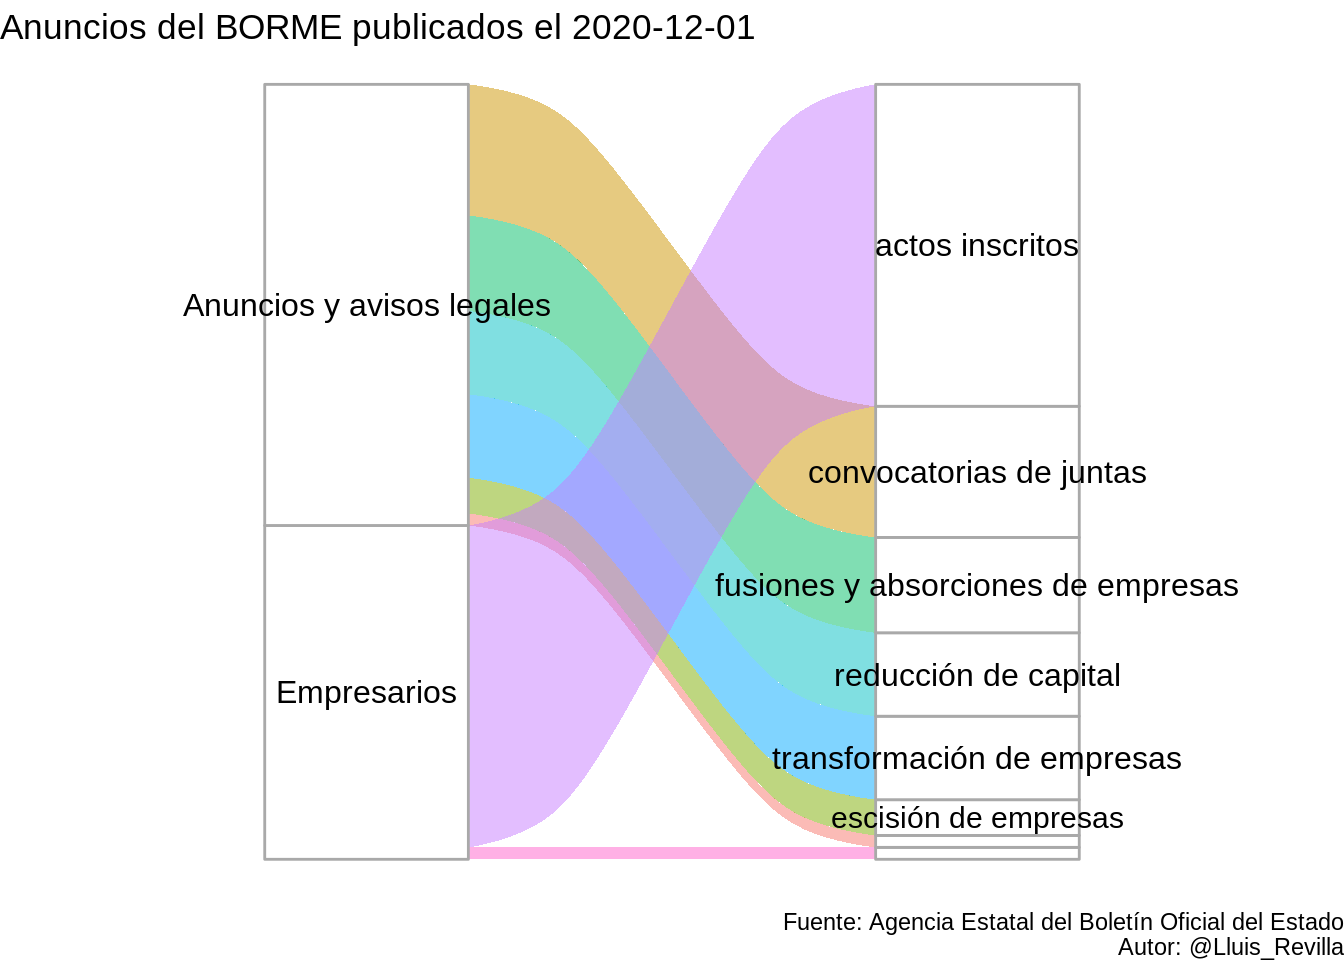 Anuncios del BORME publicados el 2020-12-01
actos inscritos
Anuncios y avisos legales
convocatorias de juntas
fusiones y absorciones de empresas
reducción de capital
Empresarios
transformación de empresas
escisión de empresas
Fuente: Agencia Estatal del Boletín Oficial del Estado
Autor: @Lluis_Revilla